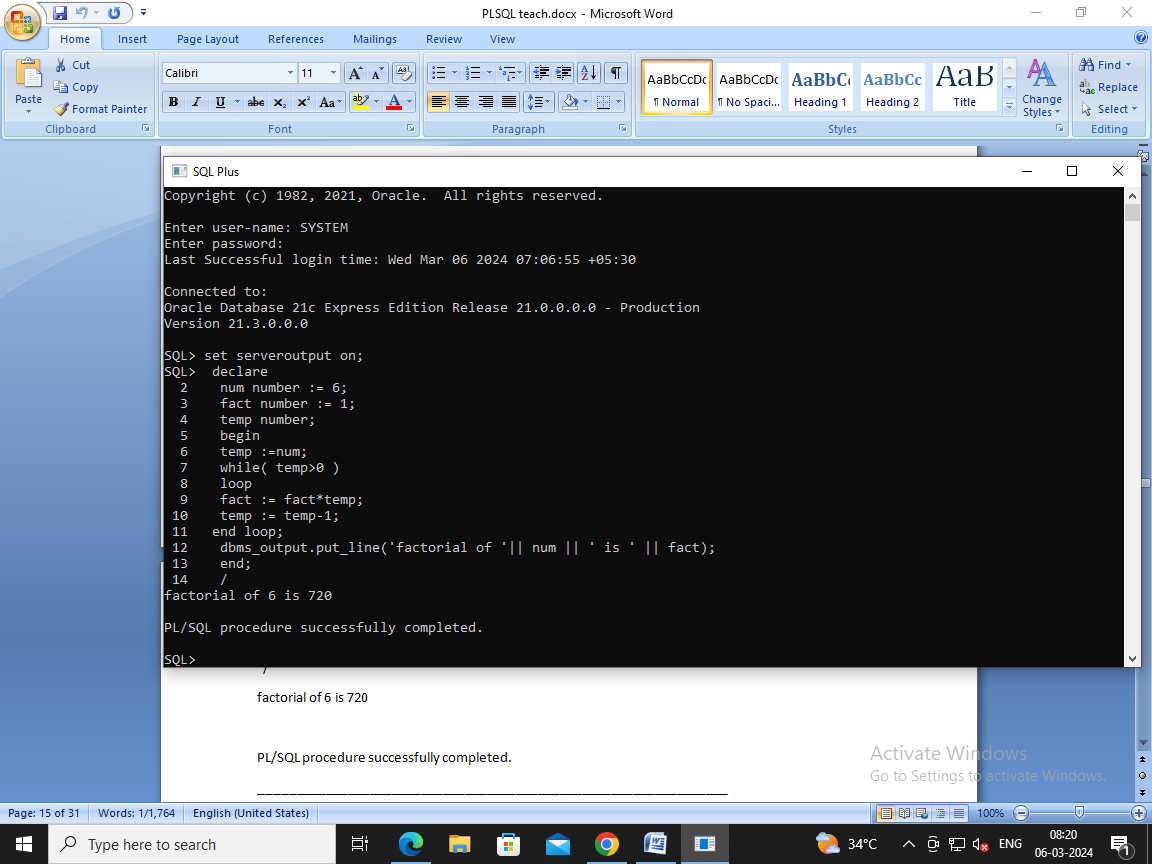 PLSQL teach.docx - Microsoft Word
Home Insert Page Layout References Mailings Review View
Paste
Cut
Copy
Format Painter
Clipboard
Calibri 11
Font
Paragraph
AaBbCcDc AaBbCcDc AaBbC AaBbCc AaB
¶ Normal ¶ No Spaci... Heading 1 Heading 2 Title
Change Styles
Styles
Find
Replace
Select
Editing
SQL Plus
Copyright (c) 1982, 2021, Oracle.  All rights reserved.
Enter user-name: SYSTEM
Enter password:
Last Successful login time: Wed Mar 06 2024 07:06:55 +05:30
Connected to:
Oracle Database 21c Express Edition Release 21.0.0.0.0 - Production
Version 21.3.0.0.0
SQL> set serveroutput on;
SQL>  declare
2    num number := 6;
3    fact number := 1;
4    temp number;
5    begin
6    temp :=num;
7    while( temp>0 )
8    loop
9    fact := fact*temp;
10    temp := temp-1;
11   end loop;
12    dbms_output.put_line('factorial of '|| num || ' is ' || fact);
13    end;
14    /
factorial of 6 is 720
PL/SQL procedure successfully completed.
SQL>
/
factorial of 6 is 720
PL/SQL procedure successfully completed.
Activate Windows
Go to Settings to activate Windows.
Page: 15 of 31 Words: 1/1,764 English (United States) 100%
Type here to search
34°C ENG 08:20
06-03-2024
1